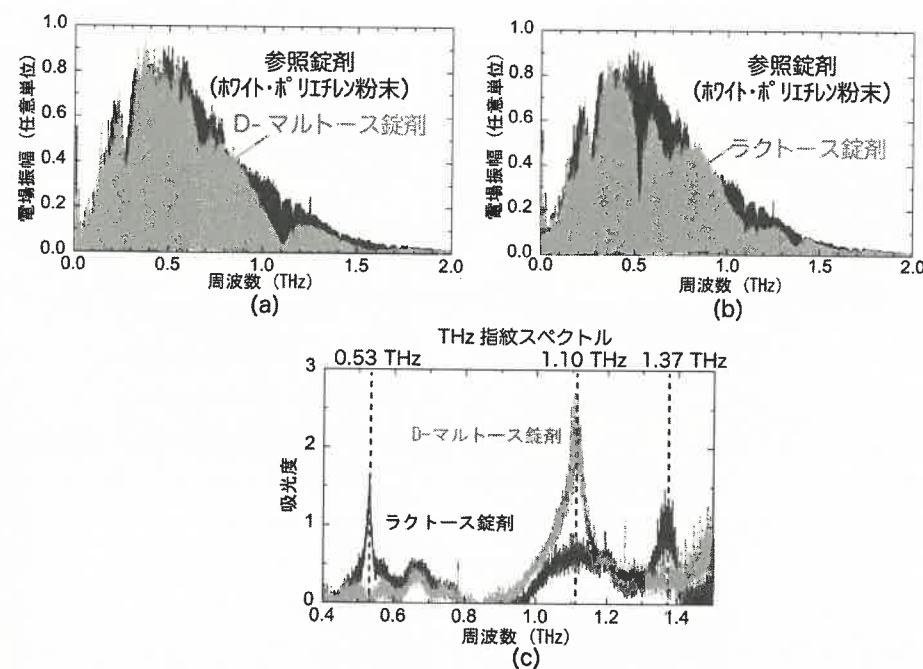 1.0
0.8
0.6
0.4
0.2
0.0
電場振幅 (任意単位)
参照錠剤
(ホワイト・ポリエチレン粉末)
D-マルトース錠剤
0.0 0.5 1.0 1.5 2.0
周波数 (THz)
(a)
1.0
0.8
0.6
0.4
0.2
0.0
電場振幅 (任意単位)
参照錠剤
(ホワイト・ポリエチレン粉末)
ラクトース錠剤
0.0 0.5 1.0 1.5 2.0
周波数 (THz)
(b)
THz 指紋スペクトル
0.53 THz 1.10 THz 1.37 THz
3
2
1
0
吸光度
D-マルトース錠剤
ラクトース錠剤
0.4 0.6 0.8 1.0 1.2 1.4
周波数 (THz)
(c)